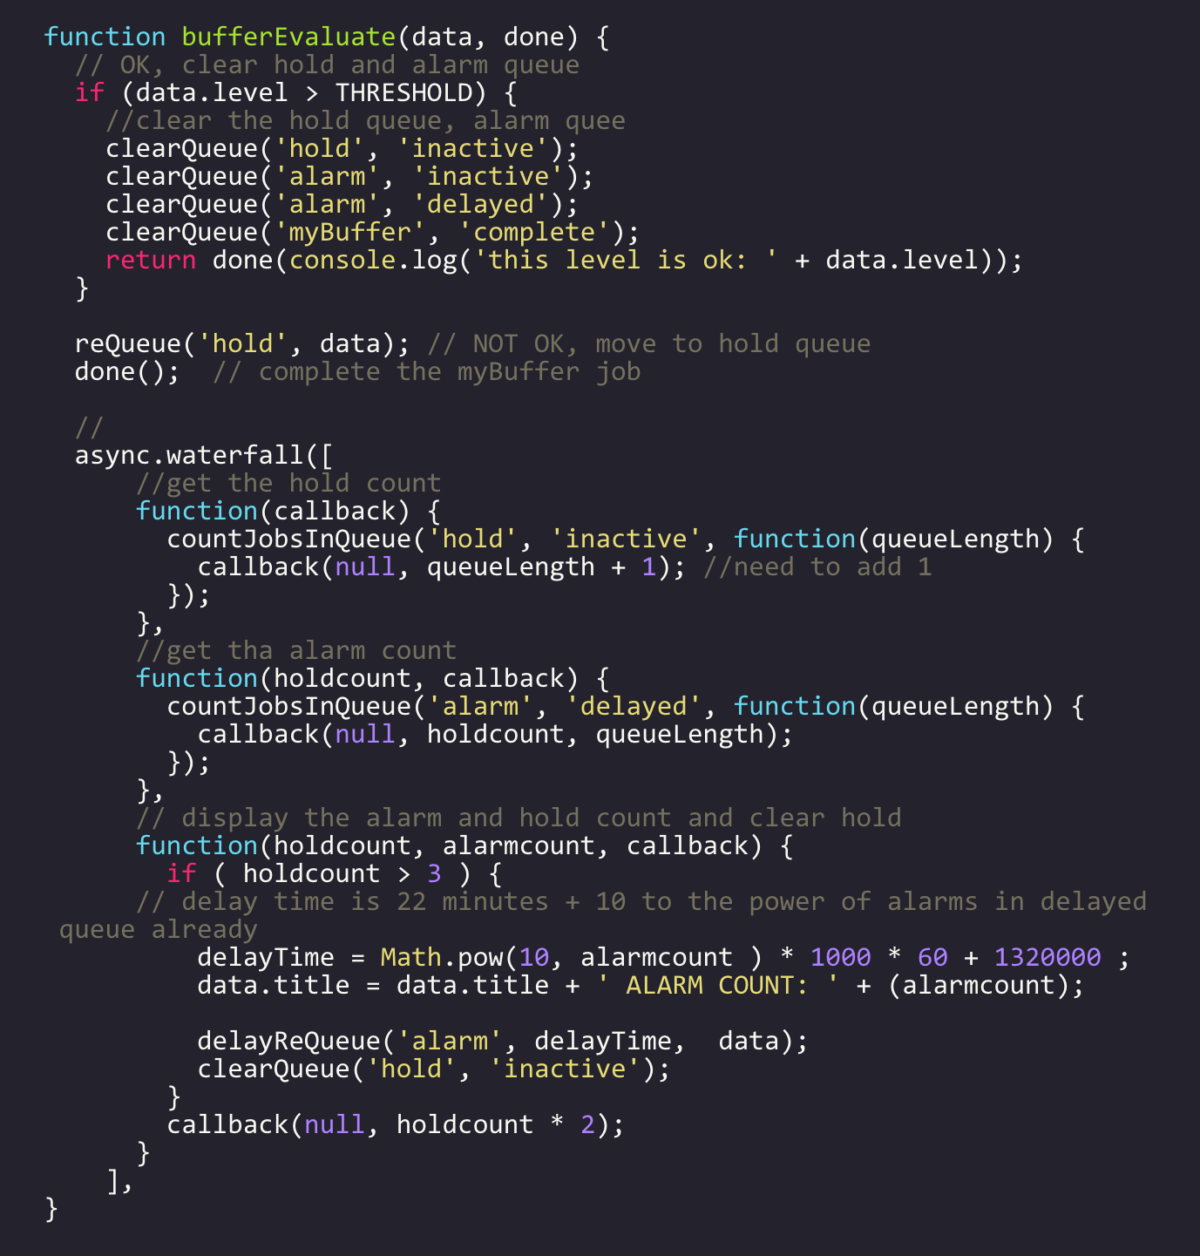 function bufferEvaluate(data, done) {
// OK, clear hold and alarm queue
if (data.level > THRESHOLD) {
//clear the hold queue, alarm quee
clearQueue('hold', 'inactive');
clearQueue('alarm', 'inactive');
clearQueue('alarm', 'delayed');
clearQueue('myBuffer', 'complete');
return done(console.log('this level is ok: ' + data.level));
}
reQueue('hold', data); // NOT OK, move to hold queue
done();  // complete the myBuffer job
//
async.waterfall([
//get the hold count
function(callback) {
countJobsInQueue('hold', 'inactive', function(queueLength) {
callback(null, queueLength + 1); //need to add 1
});
},
//get tha alarm count
function(holdcount, callback) {
countJobsInQueue('alarm', 'delayed', function(queueLength) {
callback(null, holdcount, queueLength);
});
},
// display the alarm and hold count and clear hold
function(holdcount, alarmcount, callback) {
if ( holdcount > 3 ) {
// delay time is 22 minutes + 10 to the power of alarms in delayed
queue already
delayTime = Math.pow(10, alarmcount ) * 1000 * 60 + 1320000 ;
data.title = data.title + ' ALARM COUNT: ' + (alarmcount);
delayReQueue('alarm', delayTime,  data);
clearQueue('hold', 'inactive');
}
callback(null, holdcount * 2);
}
],
}